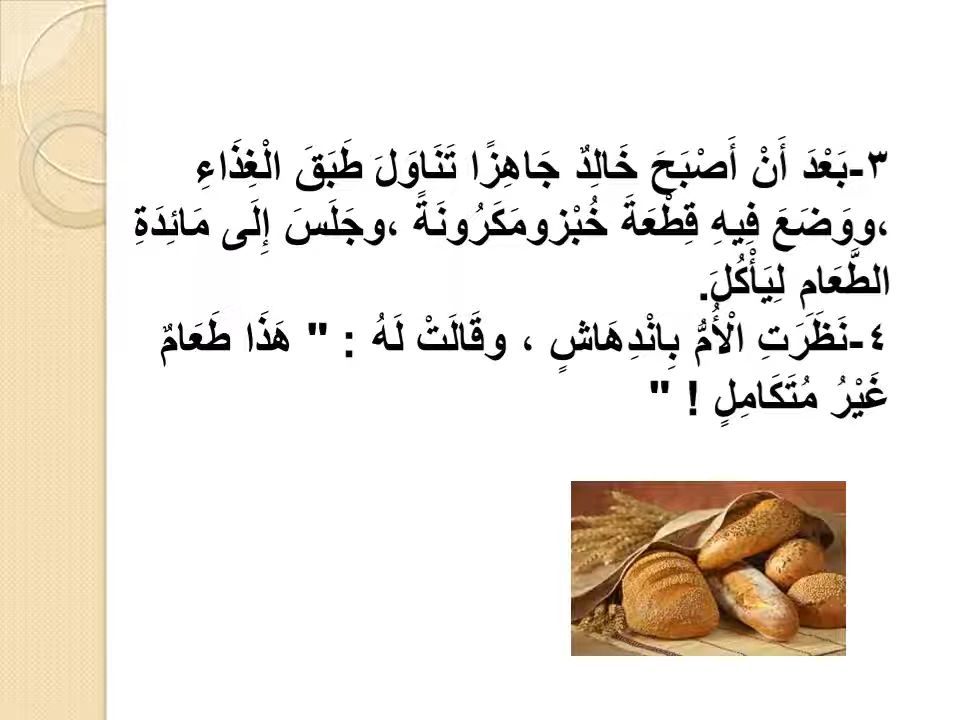 ٣-بَعْدَ أَنْ أَصْبَحَ خَالِدٌ جَاهِزًا تَنَاوَلَ طَبَقَ الْغِذَاءِ
،ووَضَعَ فِيهِ قِطْعَةَ خُبْزومَكَرُونَةً ،وجَلَسَ إِلَى مَائِدَةِ
الطَّعَام لِيَأْكُلَ.
٤-نَظَرَتِ الْأُمُّ بِانْدِهَاشٍ ، وقَالَتْ لَهُ : " هَذَا طَعَامٌ
غَيْرُ مُتَكَامِلٍ ! "